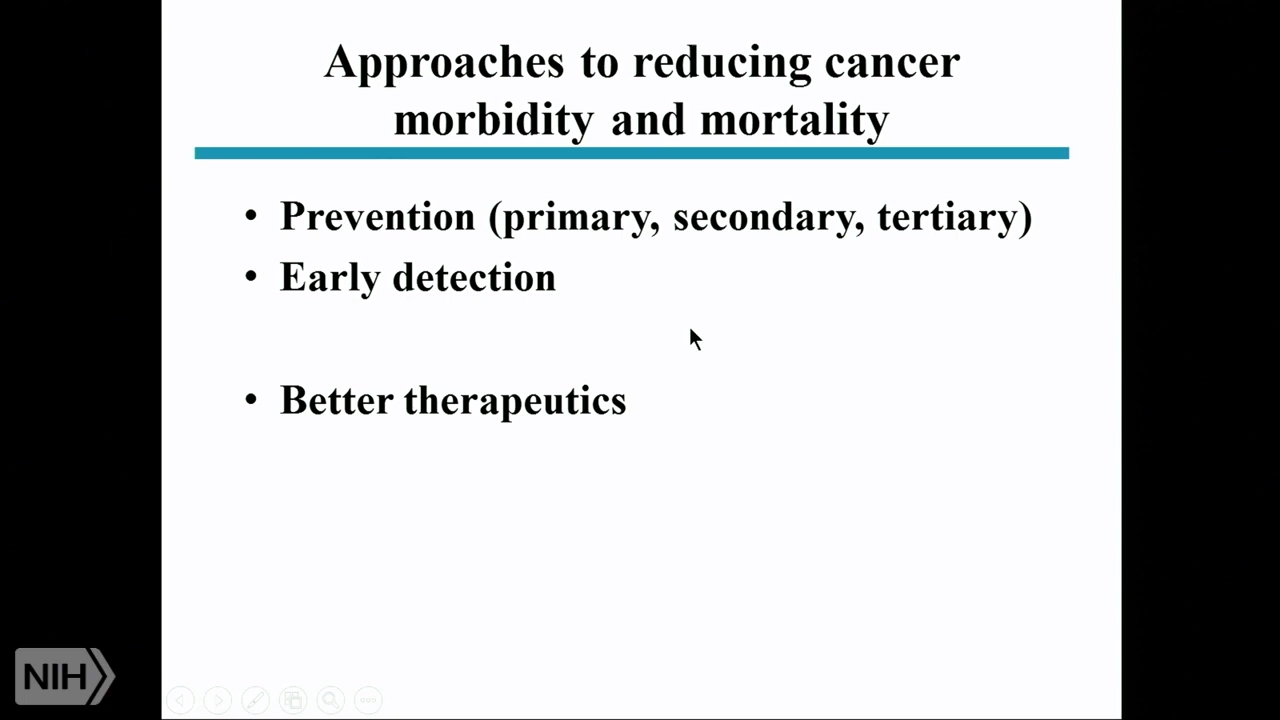 Approaches to reducing cancer
morbidity and mortality
• Prevention (primary, secondary, tertiary)
• Early detection
• Better therapeutics
NIH